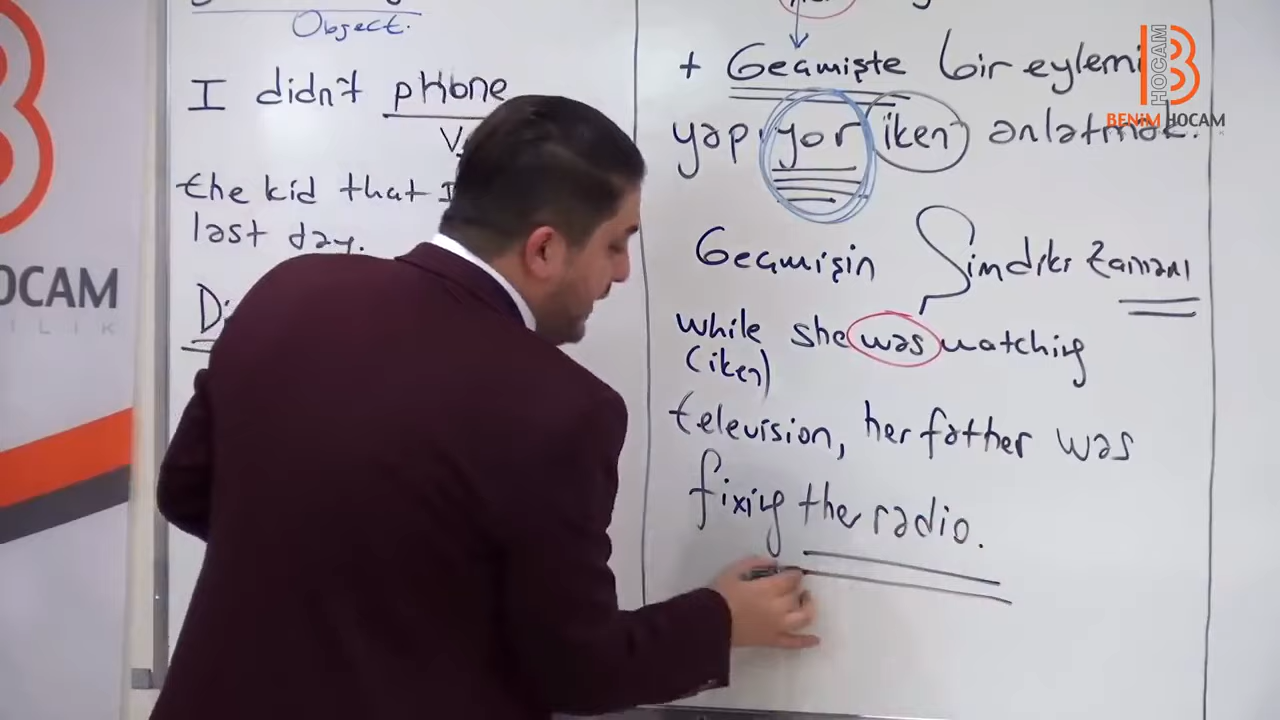 Object.
I didn't phone
the kid that I
last day.
+ Geçmişte bir eylemi
yapıyor iken anlatmak.
Geçmişin Şimdiki Zamanı
while she was watching
(iken)
television, her father was
fixing the radio.
HOCAM
BENİM HOCAM
OCAM